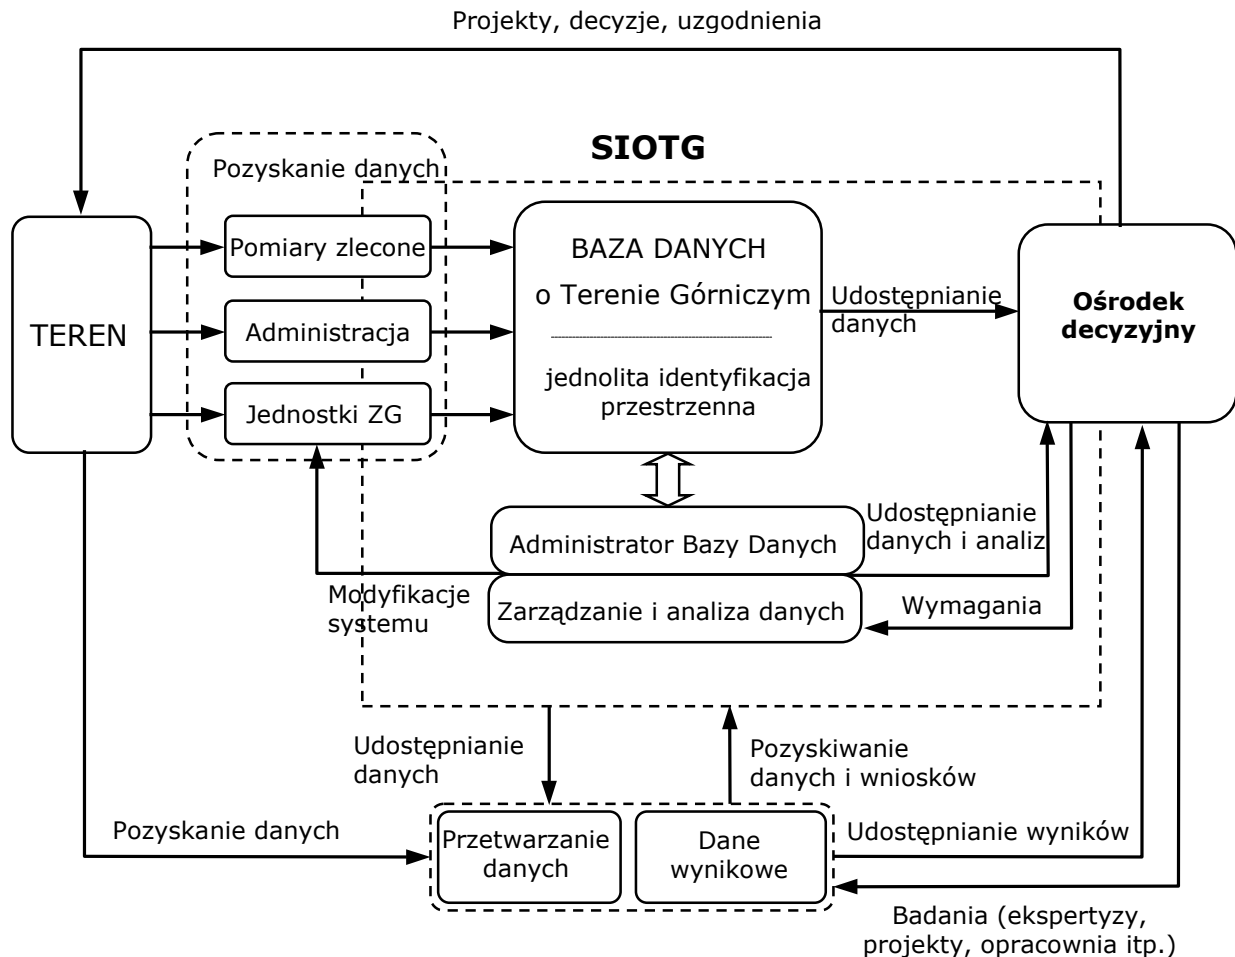 Projekty, decyzje, uzgodnienia
SIOTG
Pozyskanie danych
TEREN
Pomiary zlecone
Administracja
Jednostki ZG
BAZA DANYCH
o Terenie Górniczym
jednolita identyfikacja
przestrzenna
Udostępnianie
danych
Ośrodek
decyzyjny
Administrator Bazy Danych
Zarządzanie i analiza danych
Udostępnianie
danych i analiz
Modyfikacje
systemu
Wymagania
Udostępnianie
danych
Pozyskiwanie
danych i wniosków
Pozyskanie danych
Przetwarzanie
danych
Dane
wynikowe
Udostępnianie wyników
Badania (ekspertyzy,
projekty, opracownia itp.)